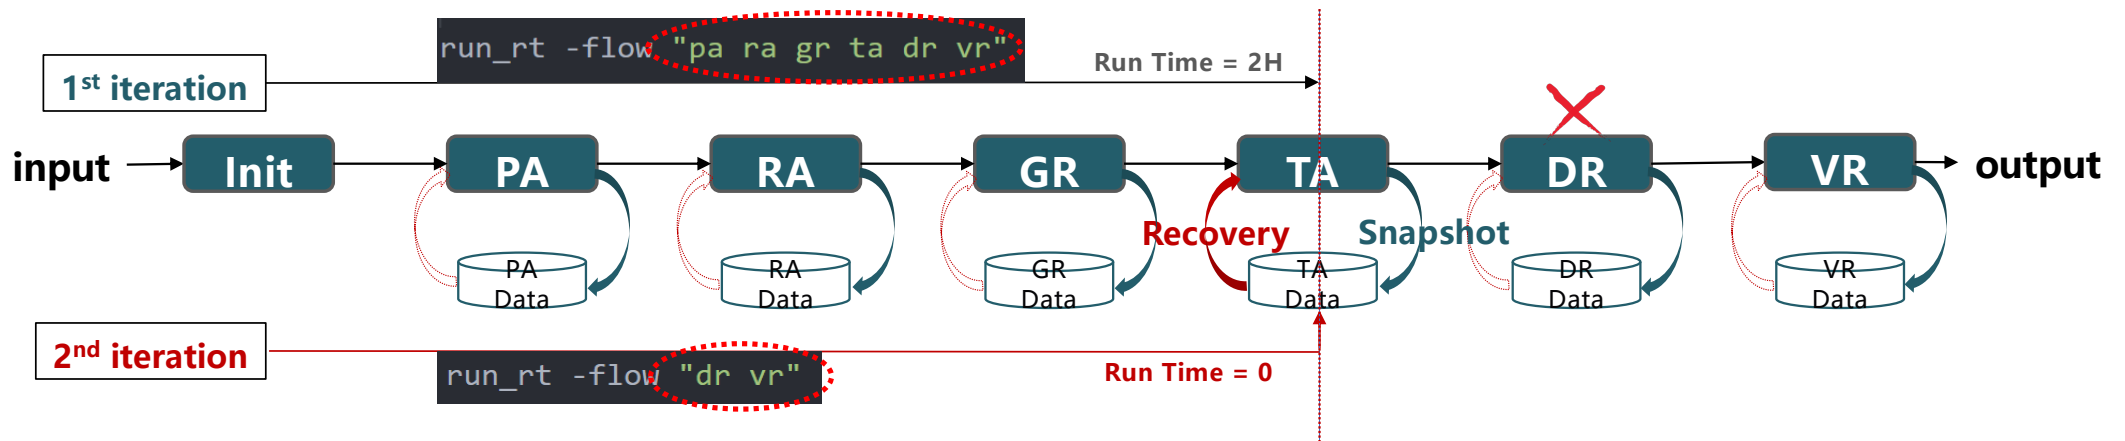 run_rt -flow "pa ra gr ta dr vr"
Run Time = 2H
1st iteration
input
Init
PA
RA
GR
TA
DR
VR
output
Recovery
Snapshot
PA
Data
RA
Data
GR
Data
TA
Data
DR
Data
VR
Data
2nd iteration
run_rt -flow "dr vr"
Run Time = 0